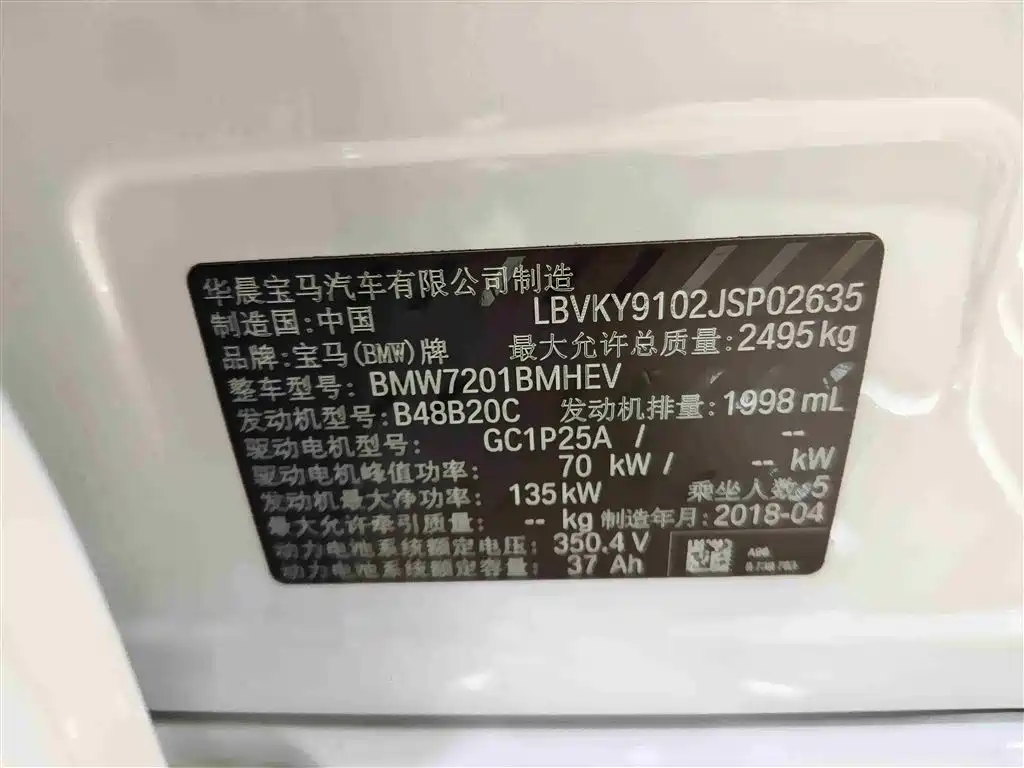 华晨宝马汽车有限公司制造
制造国:中国 LBVKY9102JSP02635
品牌:宝马(BMW)牌 最大允许总质量:2495kg
整车型号: BMW7201BMHEV
发动机型号: B48B20C 发动机排量: 1998 mL
驱动电机型号: GC1P25A / --
驱动电机峰值功率: 70 kW / -- kW
发动机最大净功率: 135kW 乘坐人数:5
最大允许牵引质量: -- kg 制造年月: 2018-04
动力电池系统额定电压: 350.4 V
动力电池系统额定容量: 37 Ah